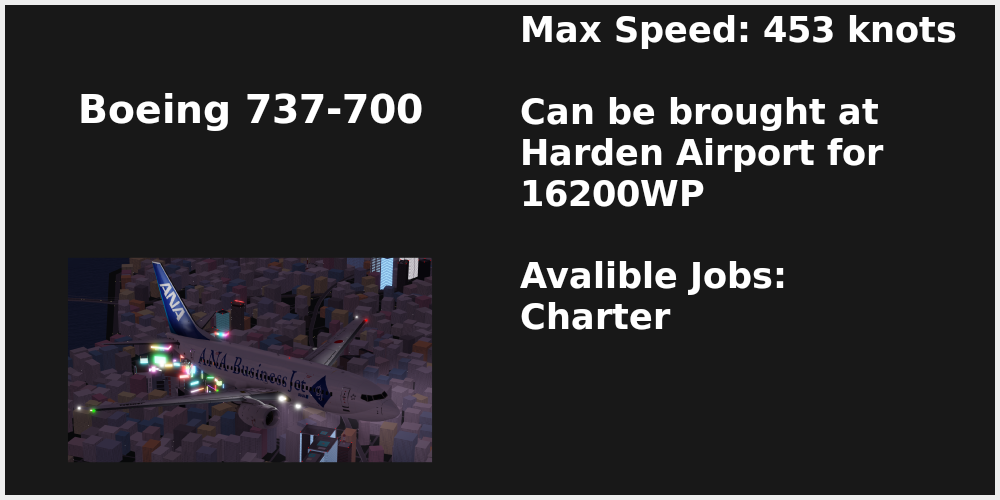 Boeing 737-700
Max Speed: 453 knots
Can be brought at
Harden Airport for
16200WP
Avalible Jobs:
Charter
ANA
ANA Business Jet